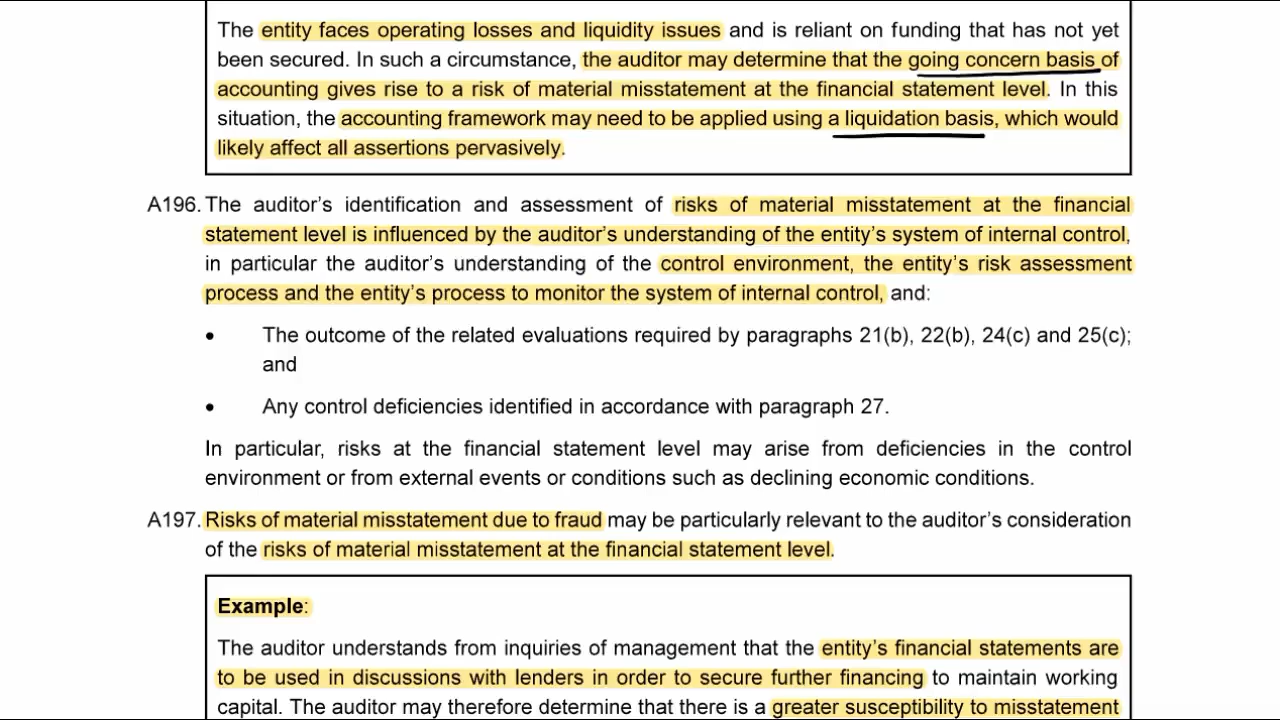 The entity faces operating losses and liquidity issues and is reliant on funding that has not yet
been secured. In such a circumstance, the auditor may determine that the going concern basis of
accounting gives rise to a risk of material misstatement at the financial statement level. In this
situation, the accounting framework may need to be applied using a liquidation basis, which would
likely affect all assertions pervasively.
A196. The auditor's identification and assessment of risks of material misstatement at the financial
statement level is influenced by the auditor's understanding of the entity's system of internal control,
in particular the auditor's understanding of the control environment, the entity's risk assessment
process and the entity's process to monitor the system of internal control, and:
• The outcome of the related evaluations required by paragraphs 21(b), 22(b), 24(c) and 25(c);
and
• Any control deficiencies identified in accordance with paragraph 27.
In particular, risks at the financial statement level may arise from deficiencies in the control
environment or from external events or conditions such as declining economic conditions.
A197. Risks of material misstatement due to fraud may be particularly relevant to the auditor's consideration
of the risks of material misstatement at the financial statement level.
Example:
The auditor understands from inquiries of management that the entity's financial statements are
to be used in discussions with lenders in order to secure further financing to maintain working
capital. The auditor may therefore determine that there is a greater susceptibility to misstatement